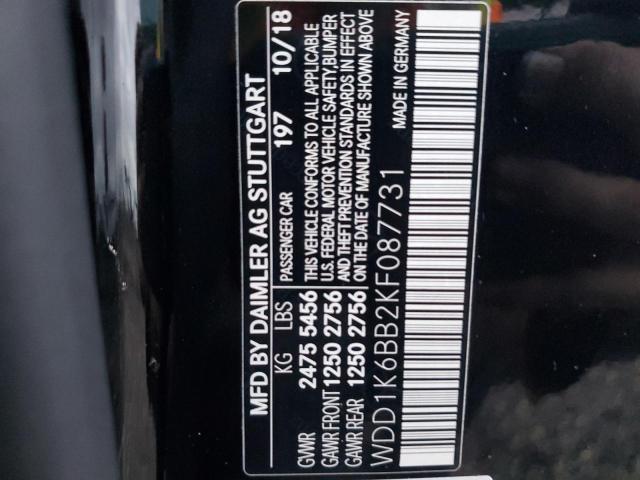 MFD BY DAIMLER AG STUTTGART
KG LBS PASSENGER CAR 197 10/18
GVWR 2475 5456 THIS VEHICLE CONFORMS TO ALL APPLICABLE
U.S. FEDERAL MOTOR VEHICLE SAFETY, BUMPER
GAWR FRONT 1250 2756 AND THEFT PREVENTION STANDARDS IN EFFECT
GAWR REAR 1250 2756 ON THE DATE OF MANUFACTURE SHOWN ABOVE
WDD1K6BB2KF087731 MADE IN GERMANY